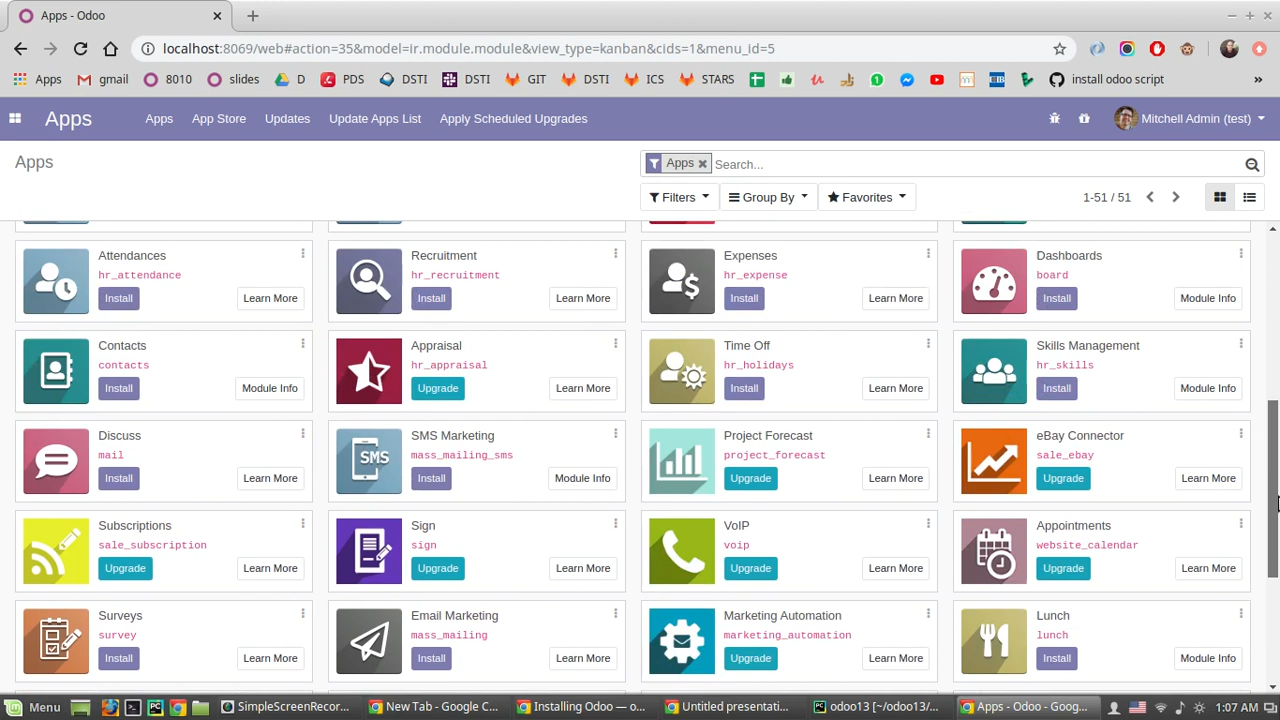 Apps - Odoo
localhost:8069/web#action=35&model=ir.module.module&view_type=kanban&cids=1&menu_id=5
Apps gmail 8010 slides D PDS DSTI DSTI GIT DSTI ICS STARS install odoo script »
Apps Apps App Store Updates Update Apps List Apply Scheduled Upgrades Mitchell Admin (test)
Apps Apps Search...
Filters Group By Favorites 1-51 / 51
Attendances Recruitment Expenses Dashboards
hr_attendance hr_recruitment hr_expense board
Install Learn More Install Learn More Install Learn More Install Module Info
Contacts Appraisal Time Off Skills Management
contacts hr_appraisal hr_holidays hr_skills
Install Module Info Upgrade Learn More Install Learn More Install Module Info
Discuss SMS Marketing Project Forecast eBay Connector
mail mass_mailing_sms project_forecast sale_ebay
SMS
Install Learn More Install Module Info Upgrade Learn More Upgrade Learn More
Subscriptions Sign VoIP Appointments
sale_subscription sign voip website_calendar
Upgrade Learn More Upgrade Learn More Upgrade Learn More Upgrade Learn More
Surveys Email Marketing Marketing Automation Lunch
survey mass_mailing marketing_automation lunch
Install Learn More Install Learn More Upgrade Learn More Install Module Info
Menu SimpleScreenRecor... New Tab - Google C... Installing Odoo — o... Untitled presentati... odoo13 [~/odoo13/... Apps - Odoo - Goog... 1:07 AM